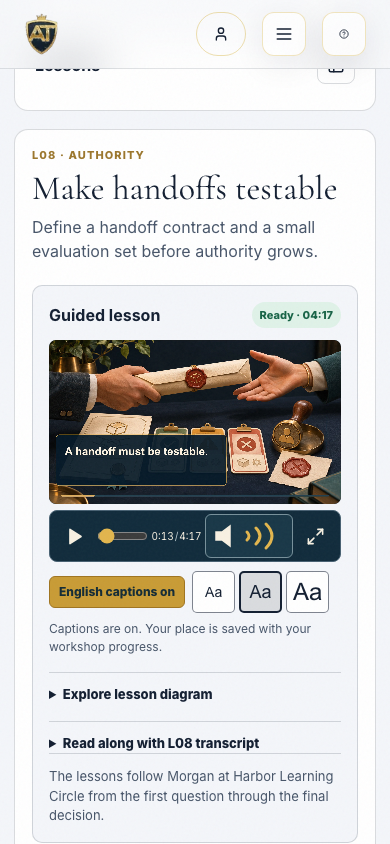 AT
Lessons
L08 · AUTHORITY
Make handoffs testable
Define a handoff contract and a small
evaluation set before authority grows.
Guided lesson
Ready · 04:17
A handoff must be testable.
0:13/4:17
English captions on
Aa
Aa
Aa
Captions are on. Your place is saved with your
workshop progress.
Explore lesson diagram
Read along with L08 transcript
The lessons follow Morgan at Harbor Learning
Circle from the first question through the final
decision.